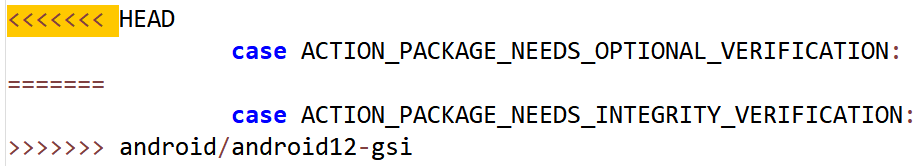 <<<<<<< HEAD
case ACTION_PACKAGE_NEEDS_OPTIONAL_VERIFICATION:
=======
case ACTION_PACKAGE_NEEDS_INTEGRITY_VERIFICATION:
>>>>>>> android/android12-gsi